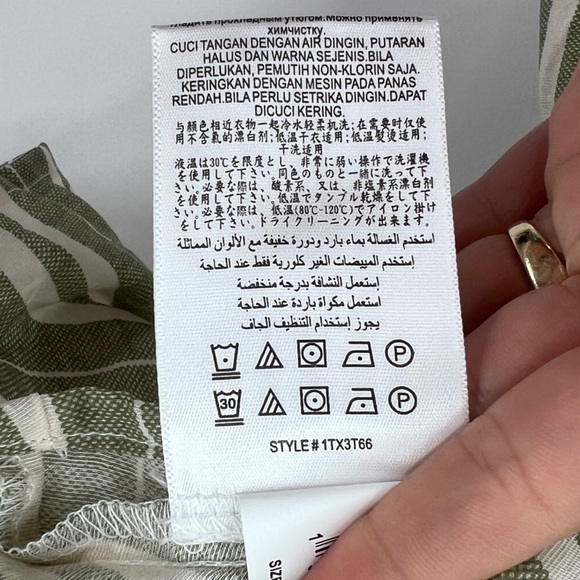 гладить прохладным утюгом.Можно применять
химчистку.
CUCI TANGAN DENGAN AIR DINGIN, PUTARAN
HALUS DAN WARNA SEJENIS.BILA
DIPERLUKAN, PEMUTIH NON-KLORIN SAJA.
KERINGKAN DENGAN MESIN PADA PANAS
RENDAH.BILA PERLU SETRIKA DINGIN.DAPAT
DICUCI KERING.
与颜色相近衣物一起冷水轻柔机洗;在需要时仅使
用不含氯的漂白剂;低温干衣适用;低温熨烫适用;
干洗适用
液温は30℃を限度とし、非常に弱い操作で洗濯機
を使用して下さい。同色のものと一緒に洗って下さ
い。必要な際は、酸素系、又は、非塩素系漂白剤
を使用して下さい。低温でタンブル乾燥をして下さ
い。必要な際は、低温(80℃-120℃)でアイロン掛け
をして下さい。ドライクリーニングが出来ます。
استخدم الغسالة بماء بارد ودورة خفيفة مع الألوان المماثلة
استخدم المبيضات الغير كلورية فقط عند الحاجة
إستعمل النشافة بدرجة منخفضة
إستعمل مكواة باردة عند الحاجة
يجوز إستخدام التنظيف الجاف
P
30 P
STYLE # 1TX3T66